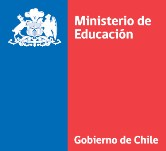 Ministerio de
Educación
Gobierno de Chile